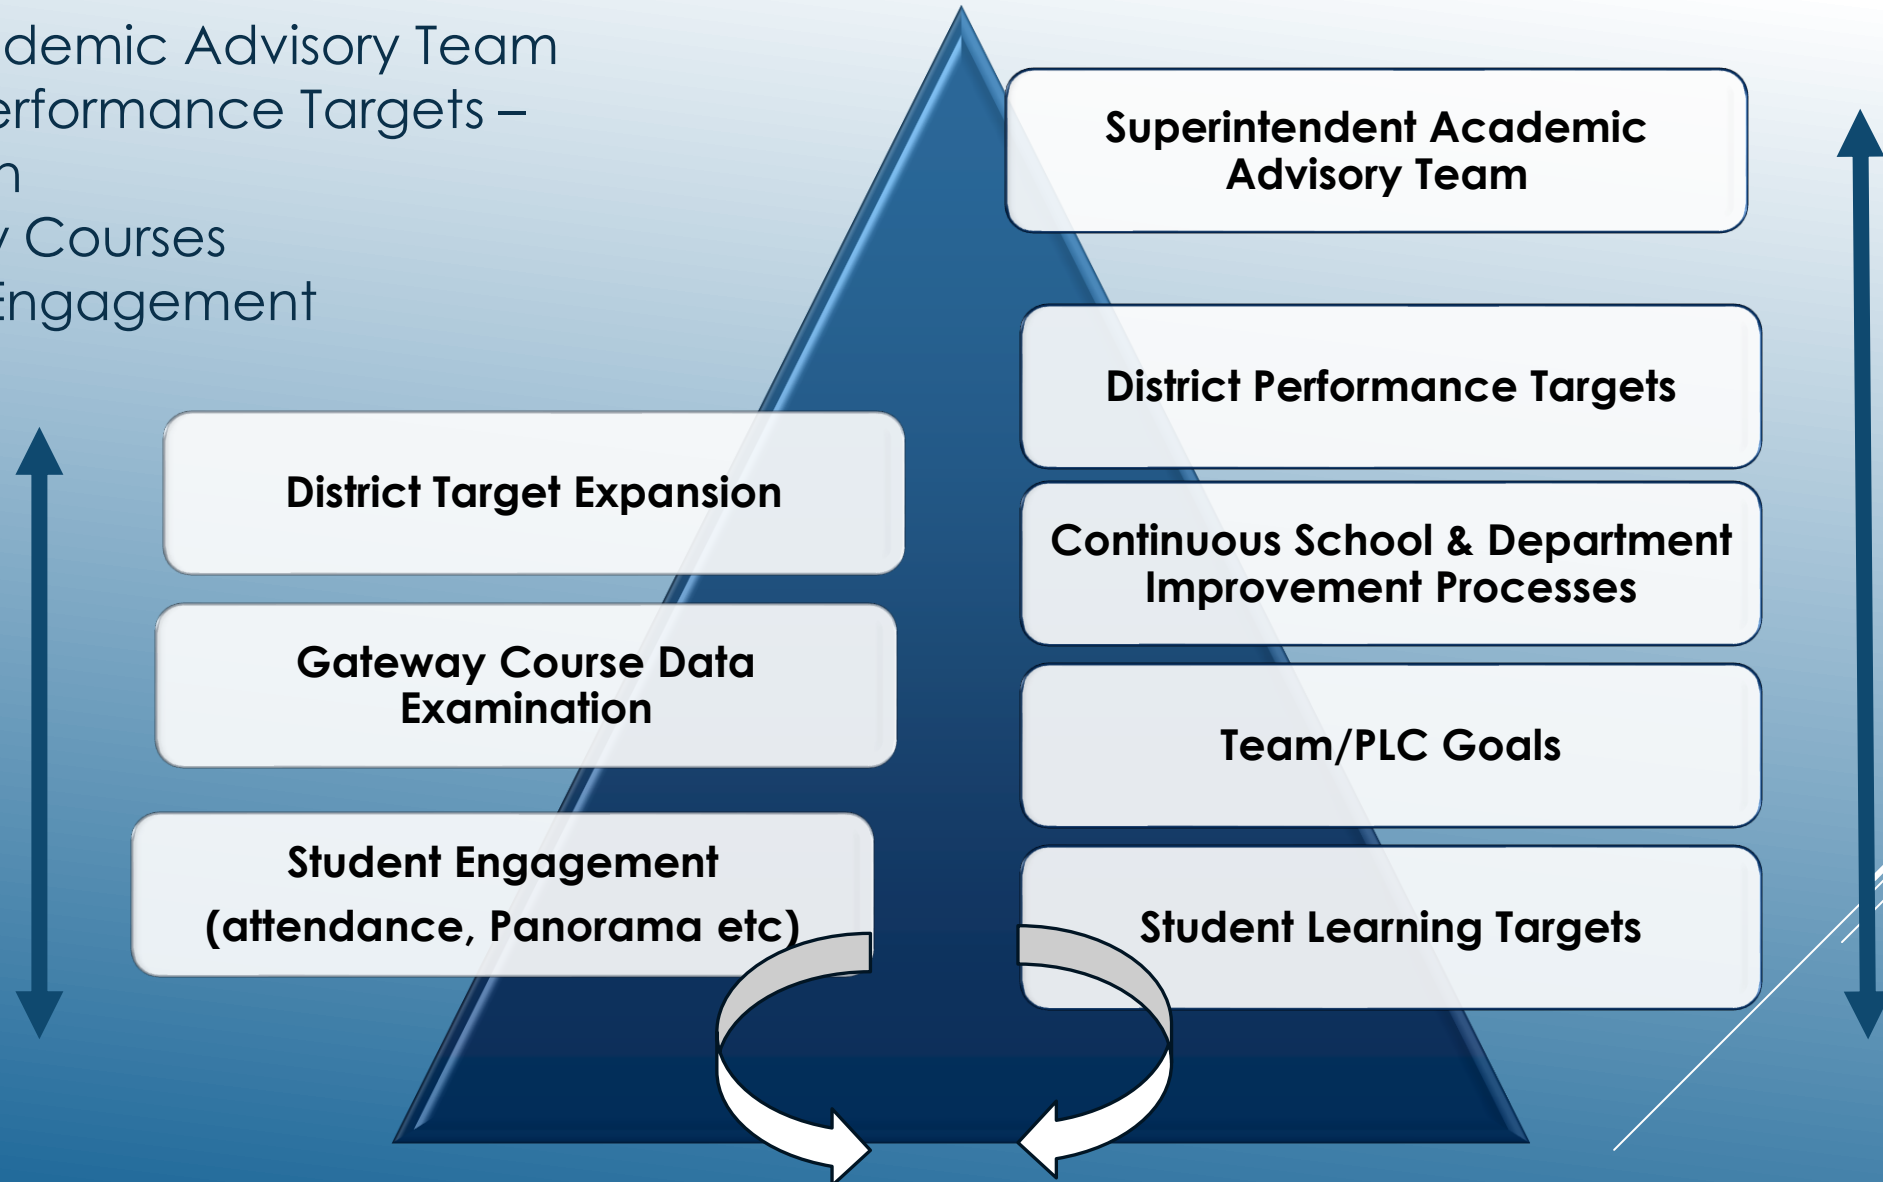 demic Advisory Team
erformance Targets –
n
y Courses
Engagement
Superintendent Academic
Advisory Team
District Performance Targets
Continuous School & Department
Improvement Processes
Team/PLC Goals
Student Learning Targets
District Target Expansion
Gateway Course Data
Examination
Student Engagement
(attendance, Panorama etc)